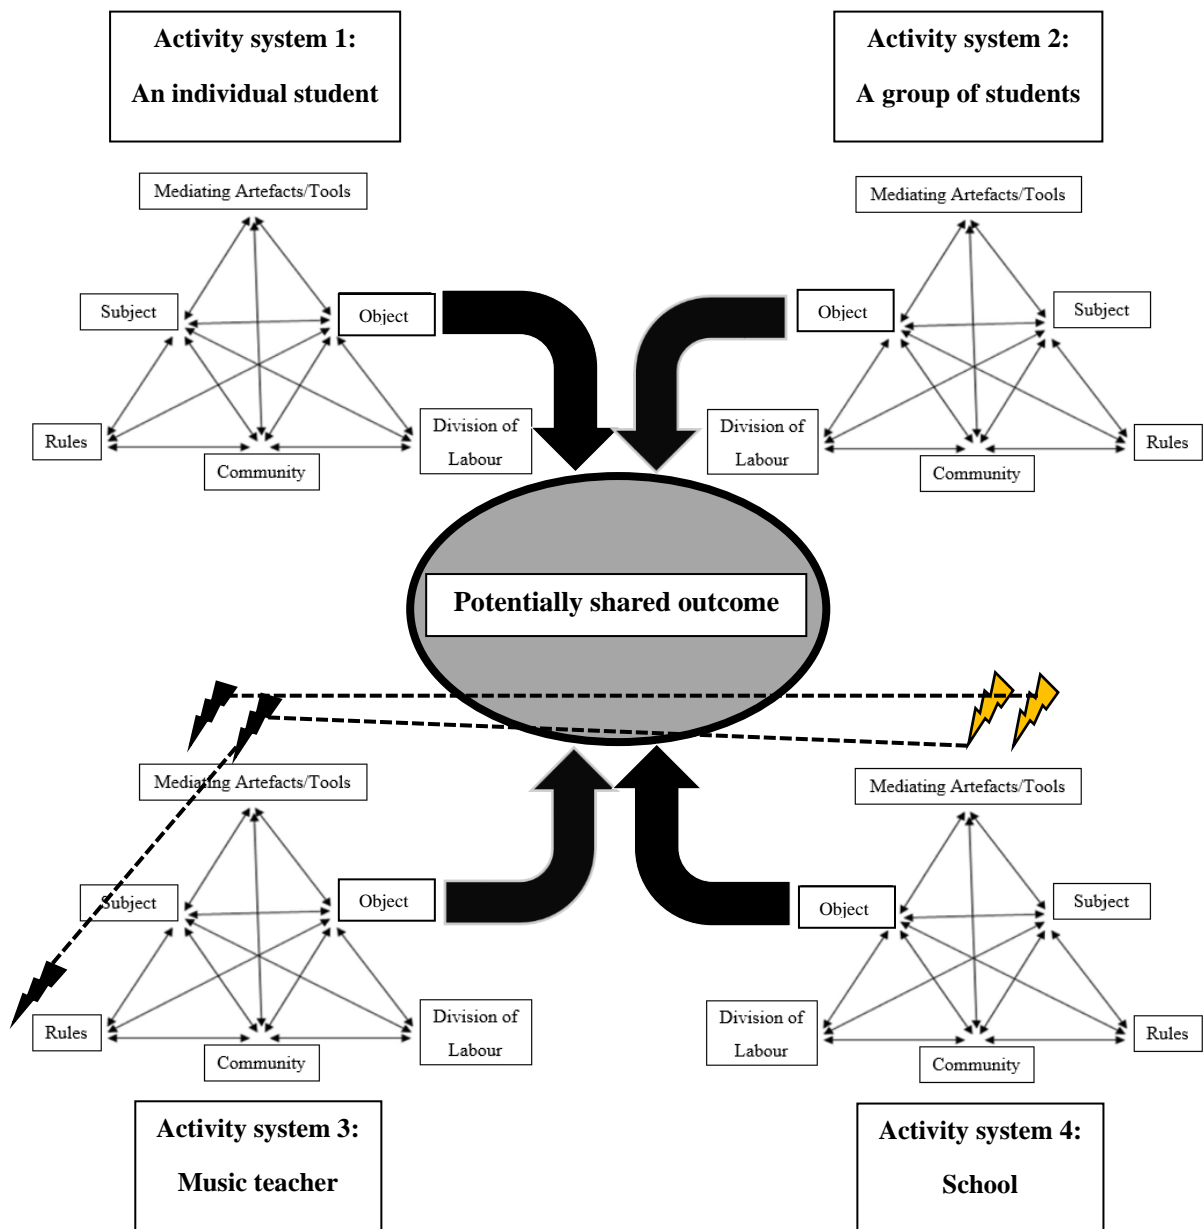 Activity system 1:
An individual student
Activity system 2:
A group of students
Mediating Artefacts/Tools
Mediating Artefacts/Tools
Subject
Object
Object
Subject
Rules
Community
Division of
Labour
Division of
Labour
Community
Rules
Potentially shared outcome
Mediating Artefacts/Tools
Mediating Artefacts/Tools
Subject
Object
Object
Subject
Rules
Community
Division of
Labour
Division of
Labour
Community
Rules
Activity system 3:
Music teacher
Activity system 4:
School